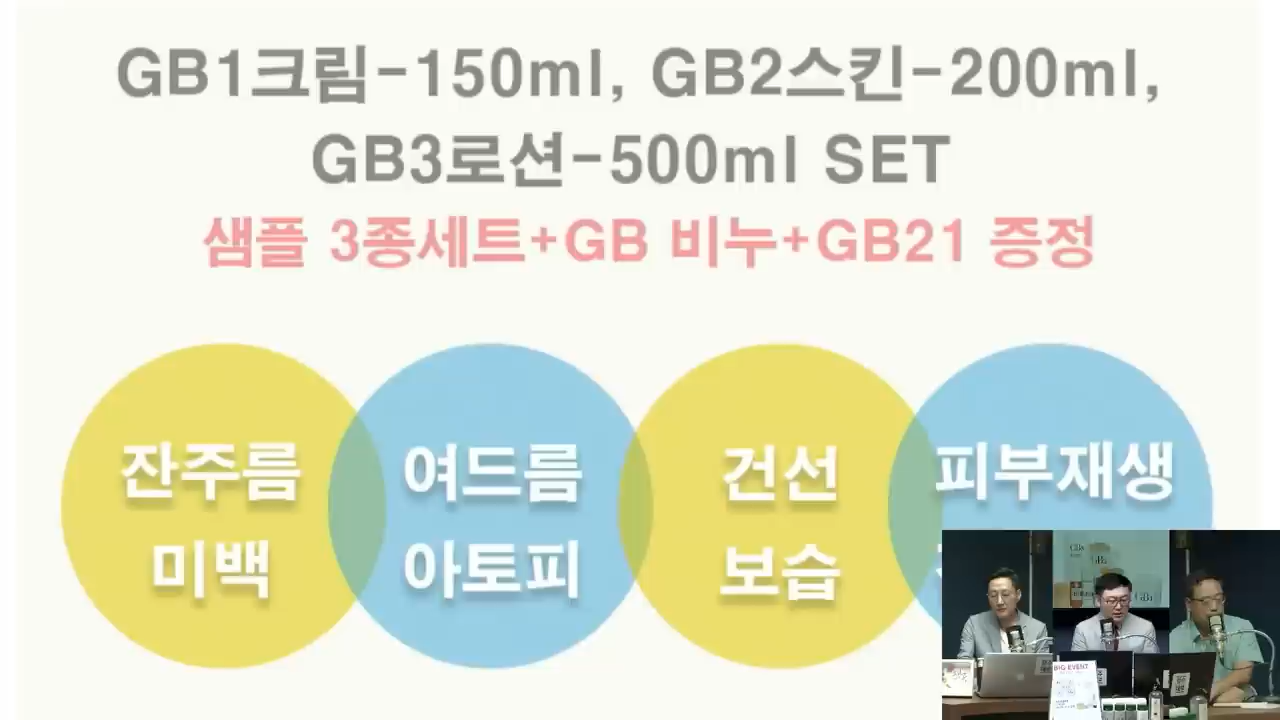 GB1크림-150ml, GB2스킨-200ml,
GB3로션-500ml SET
샘플 3종세트+GB 비누+GB21 증정
잔주름
미백
여드름
아토피
건선
보습
피부재생
BIG EVENT